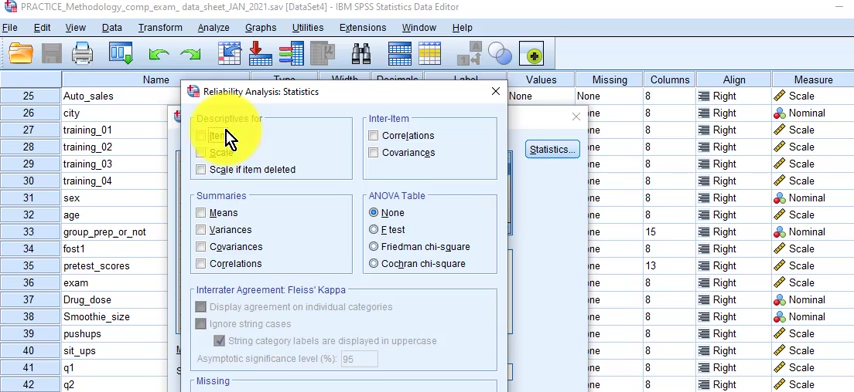 PRACTICE_Methodology_comp_exam_ data_sheet_JAN_2021.sav [DataSet4] - IBM SPSS Statistics Data Editor
File Edit View Data Transform Analyze Graphs Utilities Extensions Window Help
Name Type Width Decimals Label Values Missing Columns Align Measure
25 Auto_sales None None 8 Right Scale
26 city 8 Right Nominal
27 training_01 8 Right Scale
28 training_02 8 Right Scale
29 training_03 8 Right Scale
30 training_04 8 Right Scale
31 sex 8 Right Nominal
32 age 8 Right Scale
33 group_prep_or_not 15 Right Nominal
34 fost1 8 Right Scale
35 pretest_scores 13 Right Scale
36 exam 8 Right Scale
37 Drug_dose 8 Right Nominal
38 Smoothie_size 8 Right Nominal
39 pushups 8 Right Scale
40 sit_ups 8 Right Scale
41 q1 8 Right Scale
42 q2 8 Right Scale
Reliability Analysis: Statistics
Descriptives for
Item
Scale
Scale if item deleted
Inter-Item
Correlations
Covariances
Summaries
Means
Variances
Covariances
Correlations
ANOVA Table
None
F test
Friedman chi-square
Cochran chi-square
Interrater Agreement: Fleiss' Kappa
Display agreement on individual categories
Ignore string cases
String category labels are displayed in uppercase
Asymptotic significance level (%): 95
Missing
Statistics...